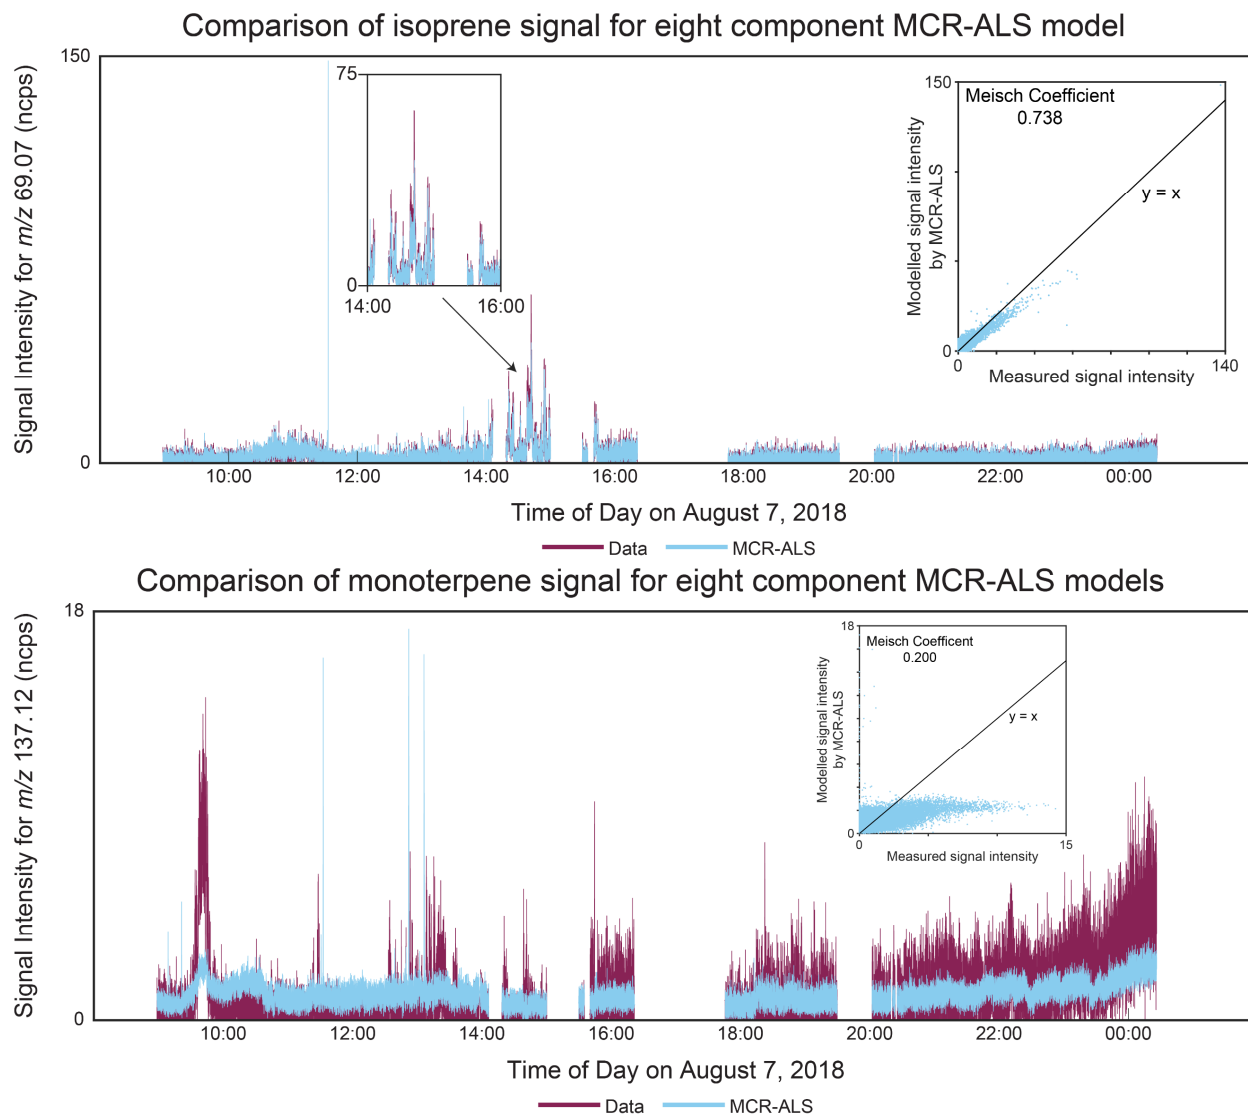 Comparison of isoprene signal for eight component MCR-ALS model
150
Signal Intensity for m/z 69.07 (ncps)
0
75
0
14:00
16:00
150
Meisch Coefficient
0.738
Modelled signal intensity
by MCR-ALS
y = x
0
0
140
Measured signal intensity
10:00
12:00
14:00
16:00
18:00
20:00
22:00
00:00
Time of Day on August 7, 2018
Data
MCR-ALS
Comparison of monoterpene signal for eight component MCR-ALS models
18
Signal Intensity for m/z 137.12 (ncps)
0
18
Meisch Coefficent
0.200
Modelled signal intensity
by MCR-ALS
y = x
0
0
15
Measured signal intensity
10:00
12:00
14:00
16:00
18:00
20:00
22:00
00:00
Time of Day on August 7, 2018
Data
MCR-ALS